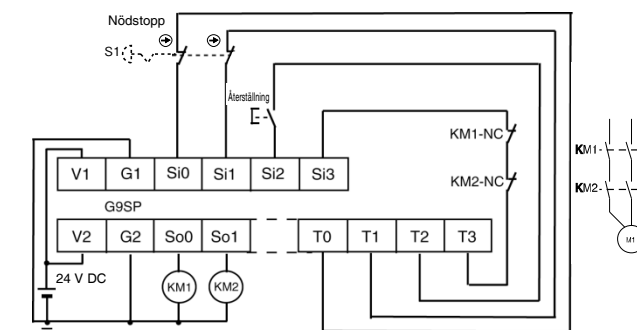 Nödstopp
S1
Återställning
KM1-NC
KM1-
KM2-NC
KM2-
V1 G1 Si0 Si1 Si2 Si3
G9SP
V2 G2 So0 So1 T0 T1 T2 T3
M1
24 V DC
KM1 KM2